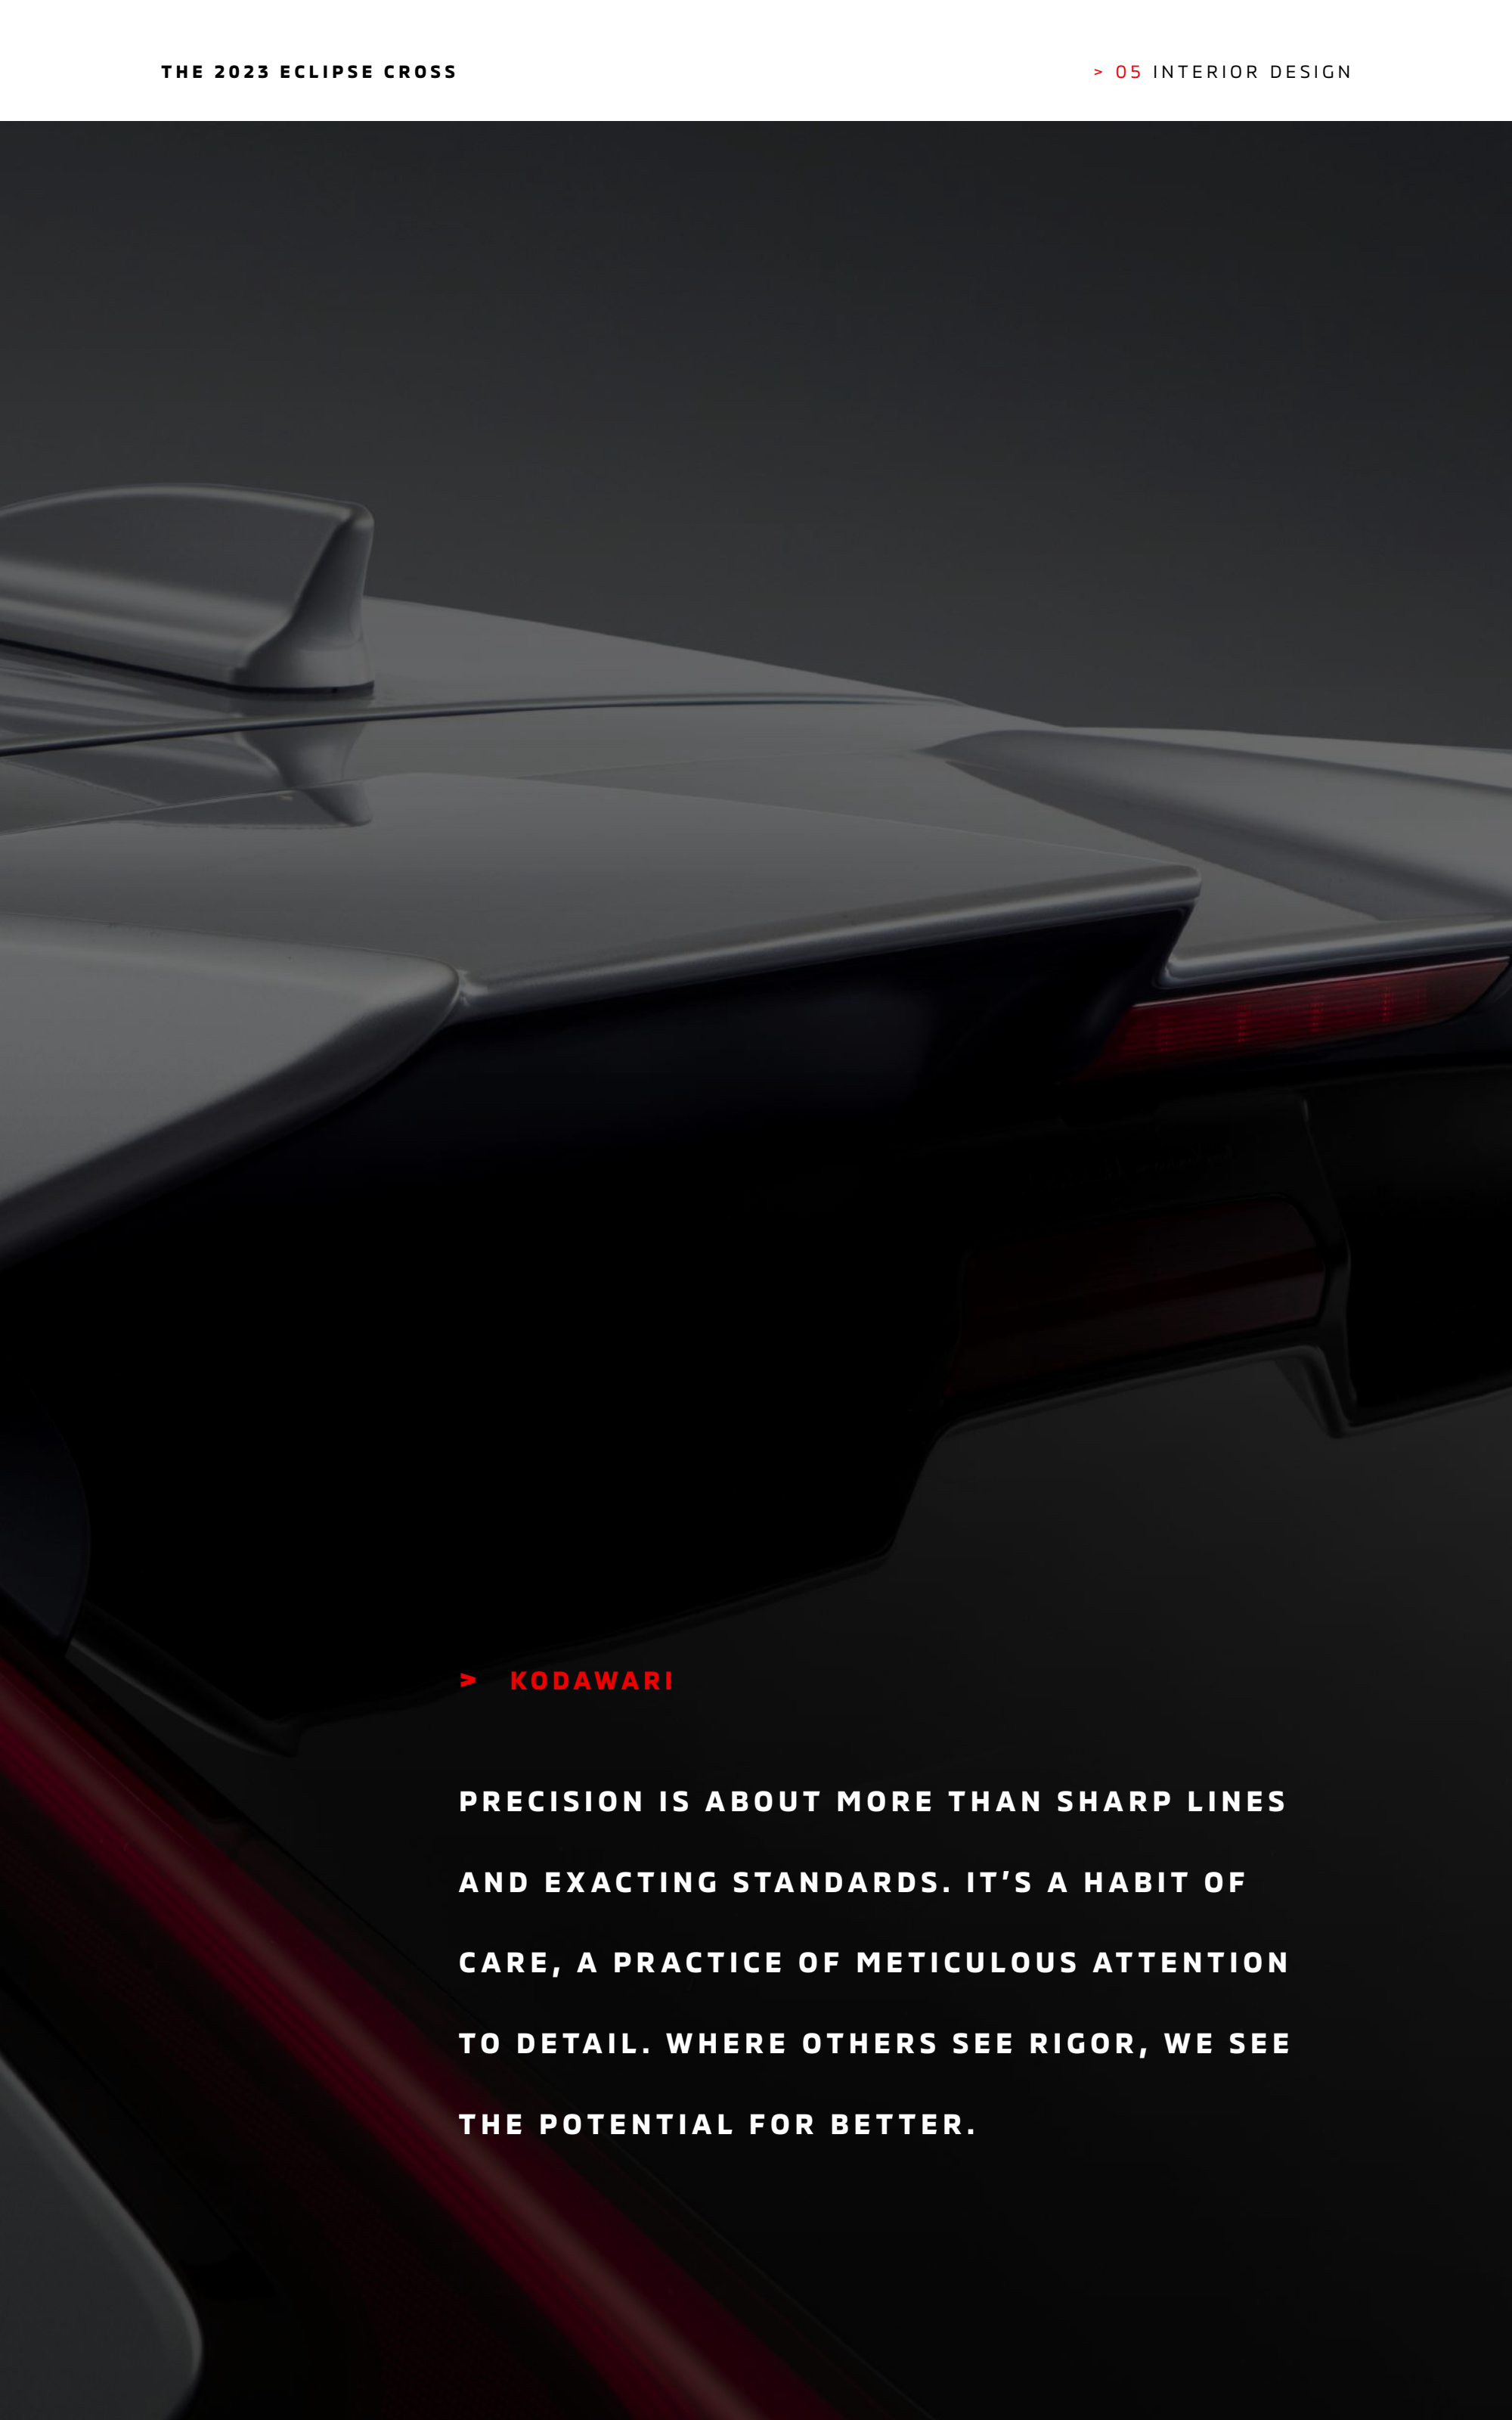 THE 2023 ECLIPSE CROSS
> 05 INTERIOR DESIGN
> KODAWARI
PRECISION IS ABOUT MORE THAN SHARP LINES
AND EXACTING STANDARDS. IT’S A HABIT OF
CARE, A PRACTICE OF METICULOUS ATTENTION
TO DETAIL. WHERE OTHERS SEE RIGOR, WE SEE
THE POTENTIAL FOR BETTER.